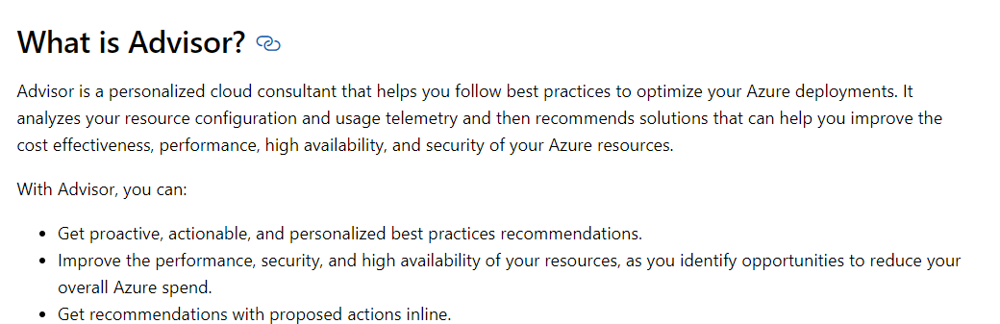 What is Advisor?
Advisor is a personalized cloud consultant that helps you follow best practices to optimize your Azure deployments. It
analyzes your resource configuration and usage telemetry and then recommends solutions that can help you improve the
cost effectiveness, performance, high availability, and security of your Azure resources.
With Advisor, you can:
• Get proactive, actionable, and personalized best practices recommendations.
• Improve the performance, security, and high availability of your resources, as you identify opportunities to reduce your
overall Azure spend.
• Get recommendations with proposed actions inline.